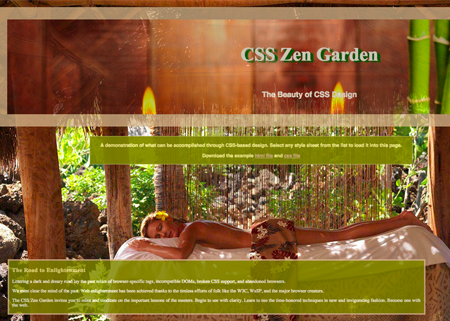 CSS Zen Garden
The Beauty of CSS Design
A demonstration of what can be accomplished through CSS-based design. Select any style sheet from the list to load it into this page.
Download the example html file and css file
The Road to Enlightenment
Littering a dark and dreary road lay the past relics of browser-specific tags, incompatible DOMs, broken CSS support, and abandoned browsers.
We must clear the mind of the past. Web enlightenment has been achieved thanks to the tireless efforts of folk like the W3C, WaSP, and the major browser creators.
The CSS Zen Garden invites you to relax and meditate on the important lessons of the masters. Begin to see with clarity. Learn to use the time-honored techniques in new and invigorating fashion. Become one with
the web.